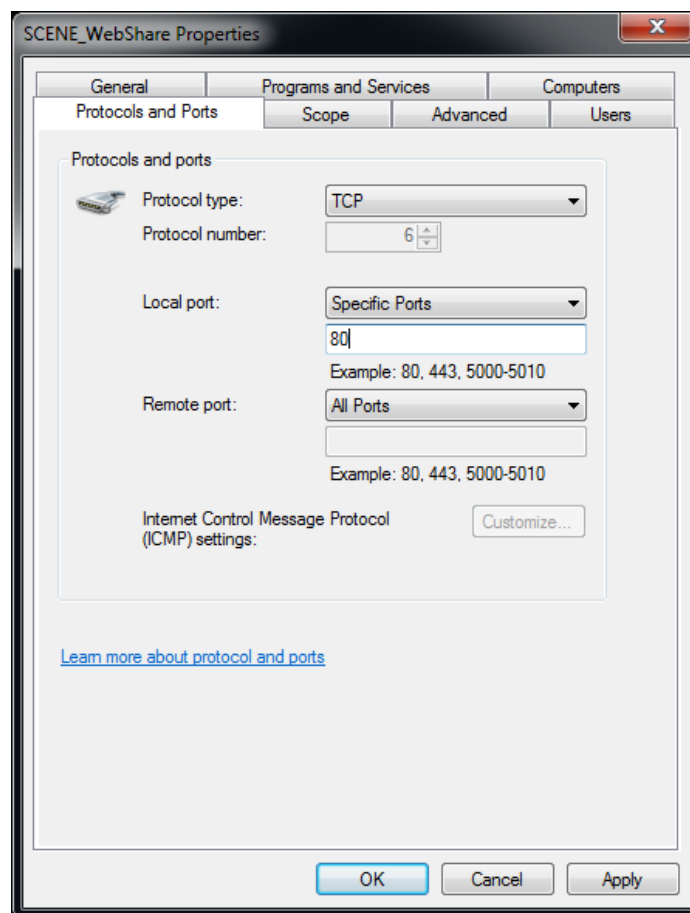 SCENE_WebShare Properties
General Programs and Services Computers
Protocols and Ports Scope Advanced Users
Protocols and ports
Protocol type: TCP
Protocol number: 6
Local port: Specific Ports
80
Example: 80, 443, 5000-5010
Remote port: All Ports
Example: 80, 443, 5000-5010
Internet Control Message Protocol Customize...
(ICMP) settings:
Learn more about protocol and ports
OK Cancel Apply